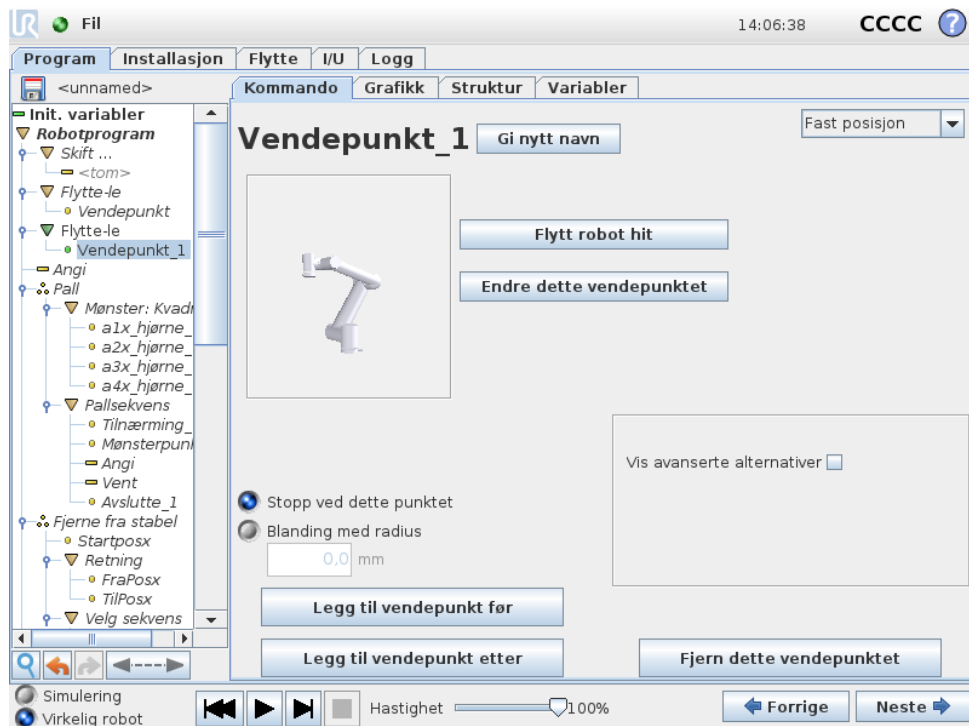 UR Fil 14:06:38 CCCC ?
Program Installasjon Flytte I/U Logg
<unnamed>
Kommando Grafikk Struktur Variabler
Init. variabler
Robotprogram
Skift ...
<tom>
Flytte-le
Vendepunkt
Flytte-le
Vendepunkt_1
Angi
Pall
Mønster: Kvadr
a1x_hjørne_
a2x_hjørne_
a3x_hjørne_
a4x_hjørne_
Pallsekvens
Tilnærming_
Mønsterpunl
Angi
Vent
Avslutte_1
Fjerne fra stabel
Startposx
Retning
FraPosx
TilPosx
Velg sekvens
Vendepunkt_1
Gi nytt navn
Fast posisjon
Flytt robot hit
Endre dette vendepunktet
Vis avanserte alternativer
Stopp ved dette punktet
Blanding med radius
0,0 mm
Legg til vendepunkt før
Legg til vendepunkt etter
Fjern dette vendepunktet
Simulering
Virkelig robot
Hastighet 100%
Forrige
Neste